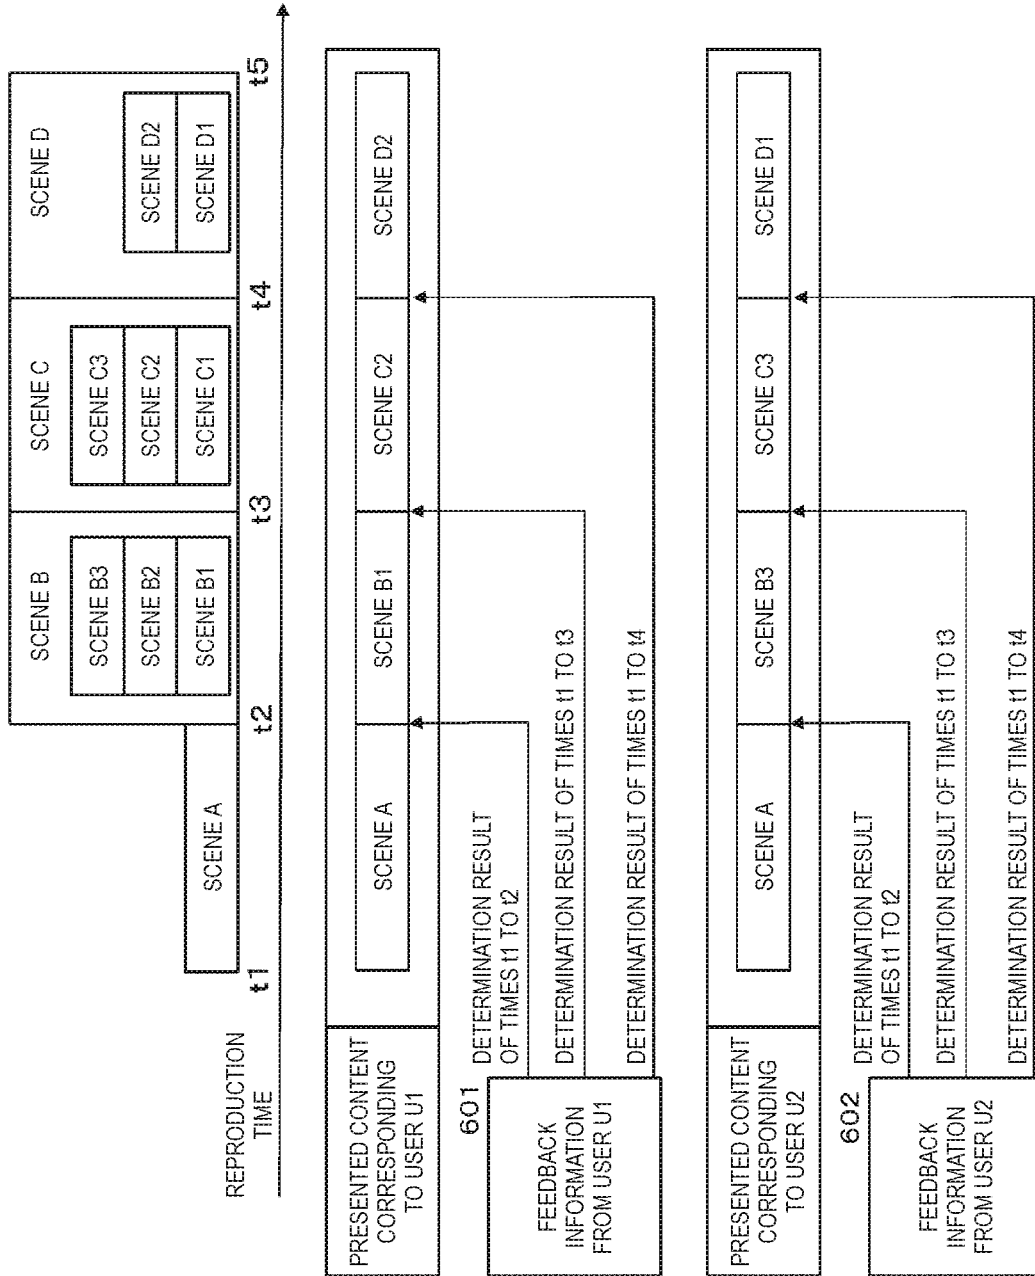 SCENE B
SCENE C
SCENE D
SCENE B3
SCENE C3
SCENE B2
SCENE C2
SCENE D2
SCENE A
SCENE B1
SCENE C1
SCENE D1
REPRODUCTION
TIME
t1
t2
t3
t4
t5
PRESENTED CONTENT
CORRESPONDING
TO USER U1
SCENE A
SCENE B1
SCENE C2
SCENE D2
601
FEEDBACK
INFORMATION
FROM USER U1
DETERMINATION RESULT
OF TIMES t1 TO t2
DETERMINATION RESULT OF TIMES t1 TO t3
DETERMINATION RESULT OF TIMES t1 TO t4
PRESENTED CONTENT
CORRESPONDING
TO USER U2
SCENE A
SCENE B3
SCENE C3
SCENE D1
602
FEEDBACK
INFORMATION
FROM USER U2
DETERMINATION RESULT
OF TIMES t1 TO t2
DETERMINATION RESULT OF TIMES t1 TO t3
DETERMINATION RESULT OF TIMES t1 TO t4